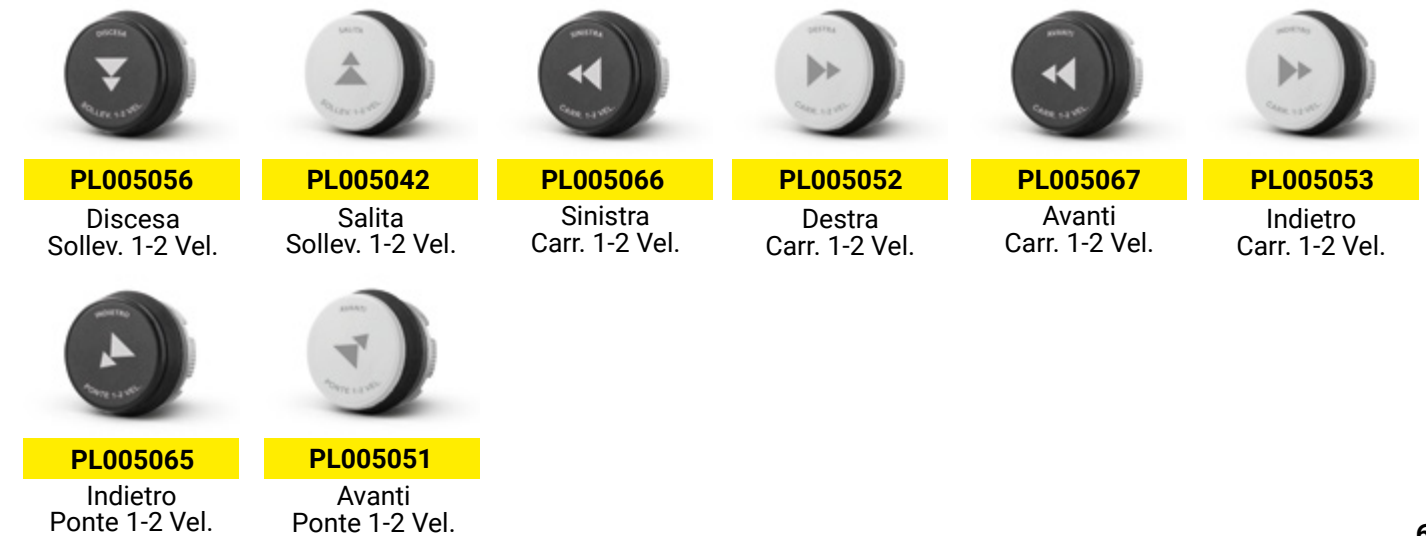 DISCESA
SOLLEV. 1-2 VEL.
SALITA
SOLLEV. 1-2 VEL.
SINISTRA
CARR. 1-2 VEL.
DESTRA
CARR. 1-2 VEL.
AVANTI
CARR. 1-2 VEL.
INDIETRO
CARR. 1-2 VEL.
PL005056
PL005042
PL005066
PL005052
PL005067
PL005053
Discesa
Sollev. 1-2 Vel.
Salita
Sollev. 1-2 Vel.
Sinistra
Carr. 1-2 Vel.
Destra
Carr. 1-2 Vel.
Avanti
Carr. 1-2 Vel.
Indietro
Carr. 1-2 Vel.
INDIETRO
PONTE 1-2 VEL.
AVANTI
PONTE 1-2 VEL.
PL005065
PL005051
Indietro
Ponte 1-2 Vel.
Avanti
Ponte 1-2 Vel.